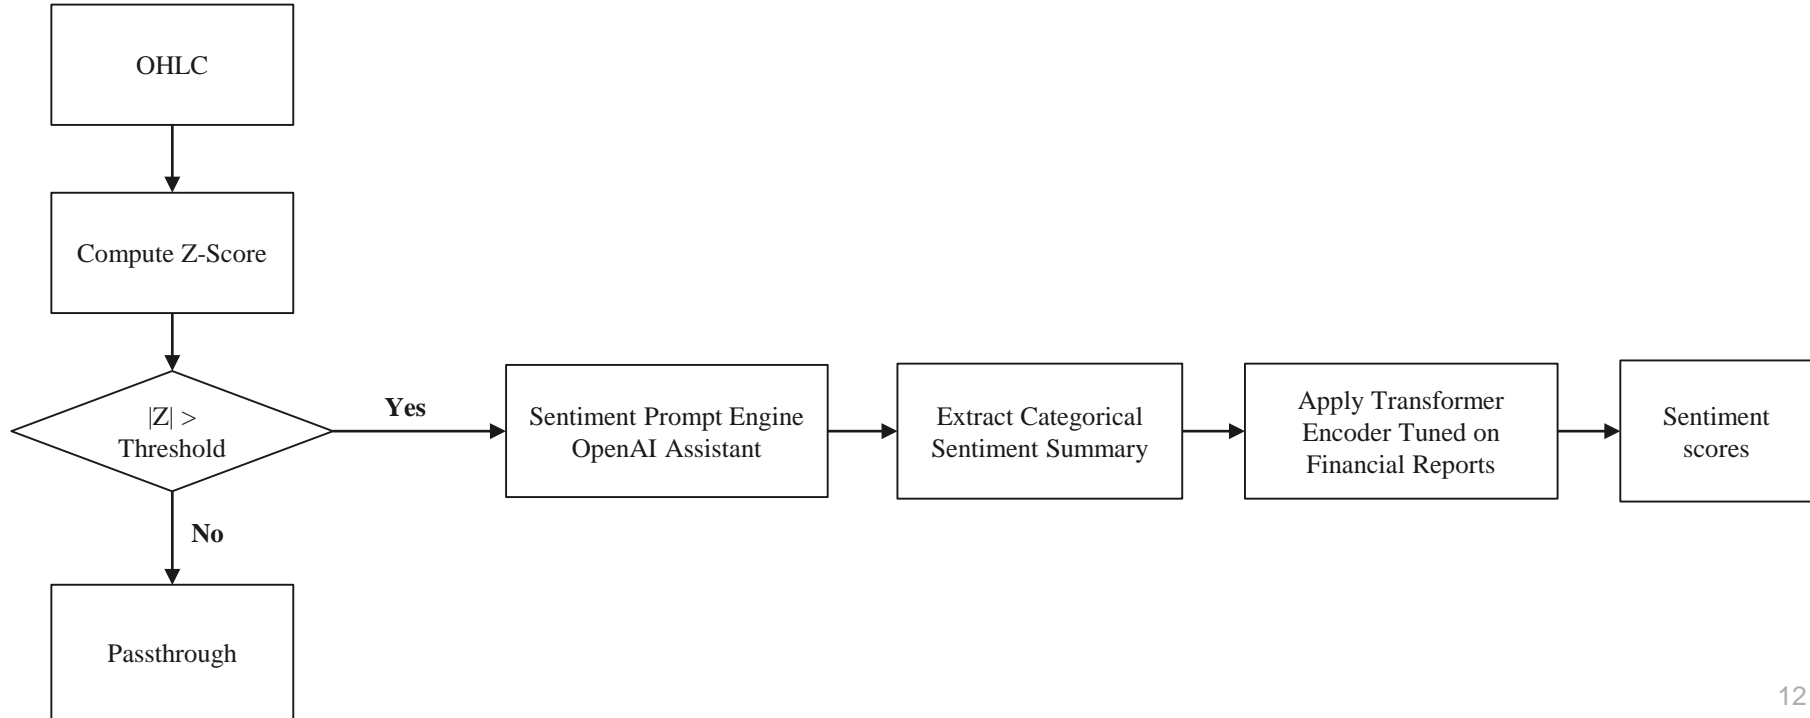 OHLC
Compute Z-Score
|Z| >
Threshold
Yes
No
Passthrough
Sentiment Prompt Engine
OpenAI Assistant
Extract Categorical
Sentiment Summary
Apply Transformer
Encoder Tuned on
Financial Reports
Sentiment
scores
12